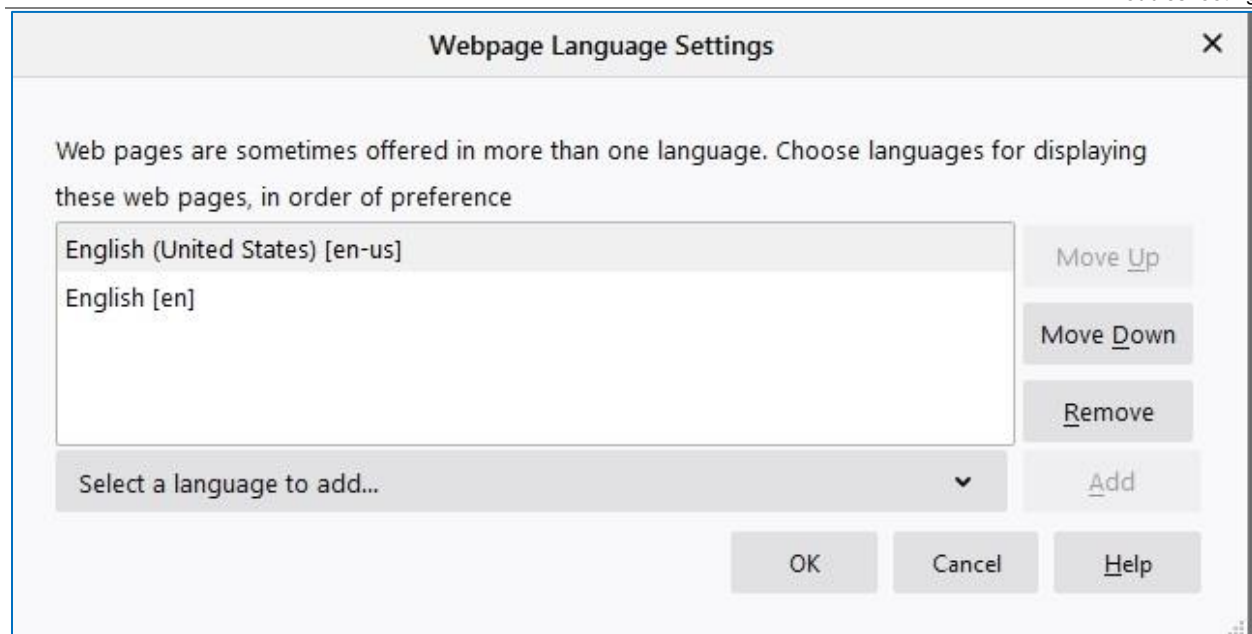 Webpage Language Settings
Web pages are sometimes offered in more than one language. Choose languages for displaying
these web pages, in order of preference
English (United States) [en-us]
Move Up
English [en]
Move Down
Remove
Select a language to add...
Add
OK
Cancel
Help